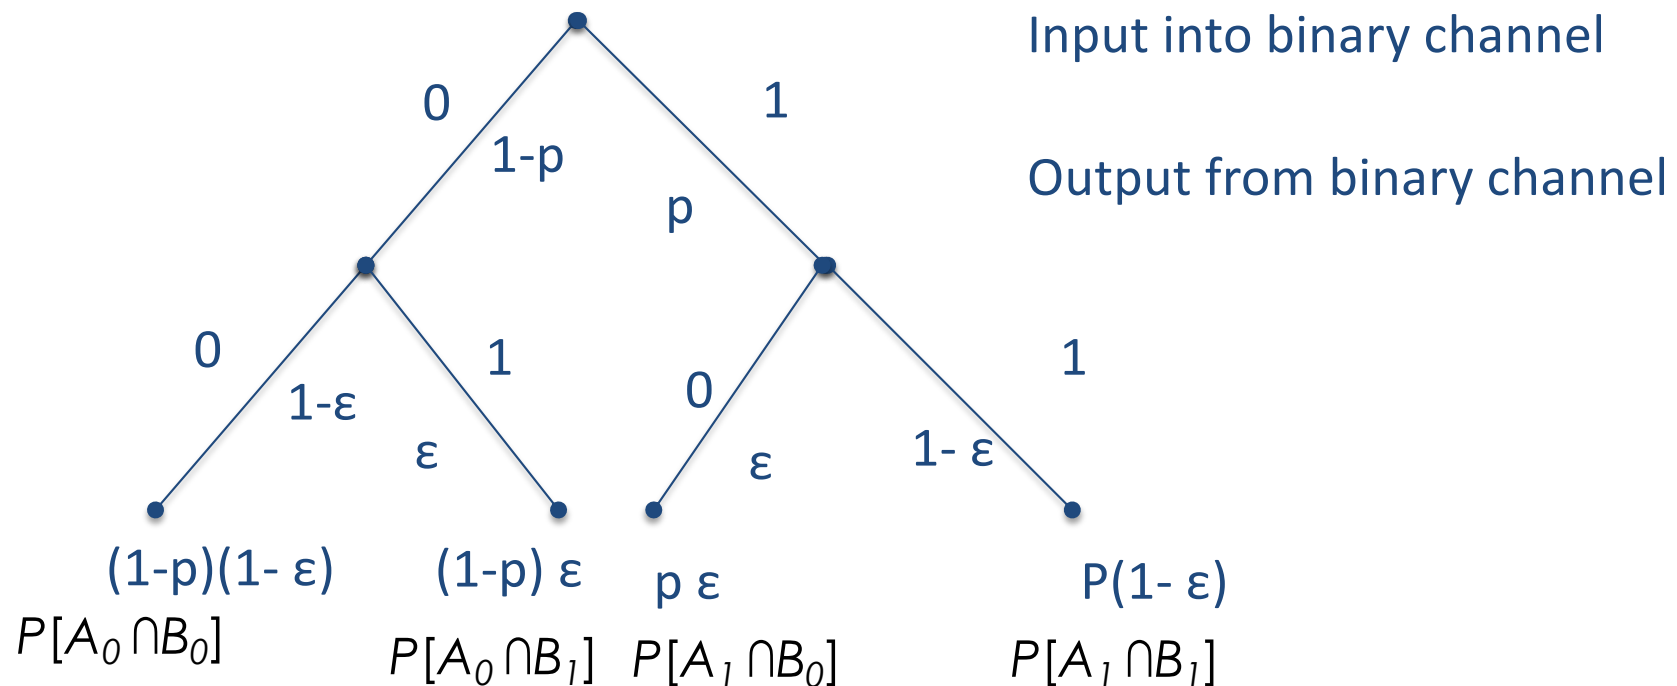 Input into binary channel
0
1
1-p
Output from binary channel
p
0
1
0
1
1-ε
ε
ε
1- ε
(1-p)(1- ε)
(1-p) ε
p ε
P(1- ε)
P[A₀ ∩B₀]
P[A₀ ∩B₁]
P[A₁ ∩B₀]
P[A₁ ∩B₁]